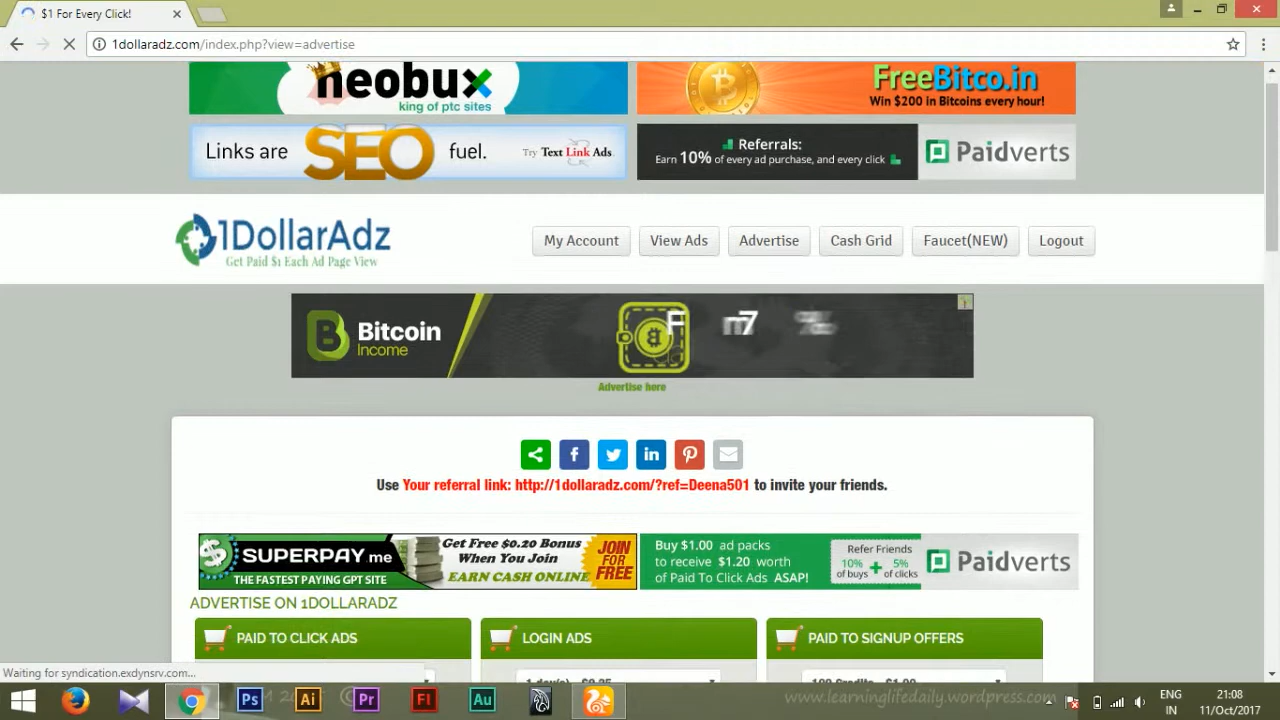 $1 For Every Click!
1dollaradz.com/index.php?view=advertise
neobux
king of ptc sites
FreeBitco.in
Win $200 in Bitcoins every hour!
Links are SEO fuel. Try Text Link Ads
Referrals:
Earn 10% of every ad purchase, and every click
Paidverts
1DollarAdz
Get Paid $1 Each Ad Page View
My Account
View Ads
Advertise
Cash Grid
Faucet(NEW)
Logout
Bitcoin
Income
Advertise here
Use Your referral link: http://1dollaradz.com/?ref=Deena501 to invite your friends.
SUPERPAY.me
THE FASTEST PAYING GPT SITE
Get Free $0.20 Bonus
When You Join
EARN CASH ONLINE
JOIN
FOR
FREE
Buy $1.00 ad packs
to receive $1.20 worth
of Paid To Click Ads ASAP!
Refer Friends
10% + 5%
of buys of clicks
Paidverts
ADVERTISE ON 1DOLLARADZ
PAID TO CLICK ADS
LOGIN ADS
PAID TO SIGNUP OFFERS
Waiting for syndication.exdynsrv.com...
www.learninglifedaily.wordpress.com
Ps
Ai
Pr
Fl
Au
ENG
IN
21:08
11/Oct/2017